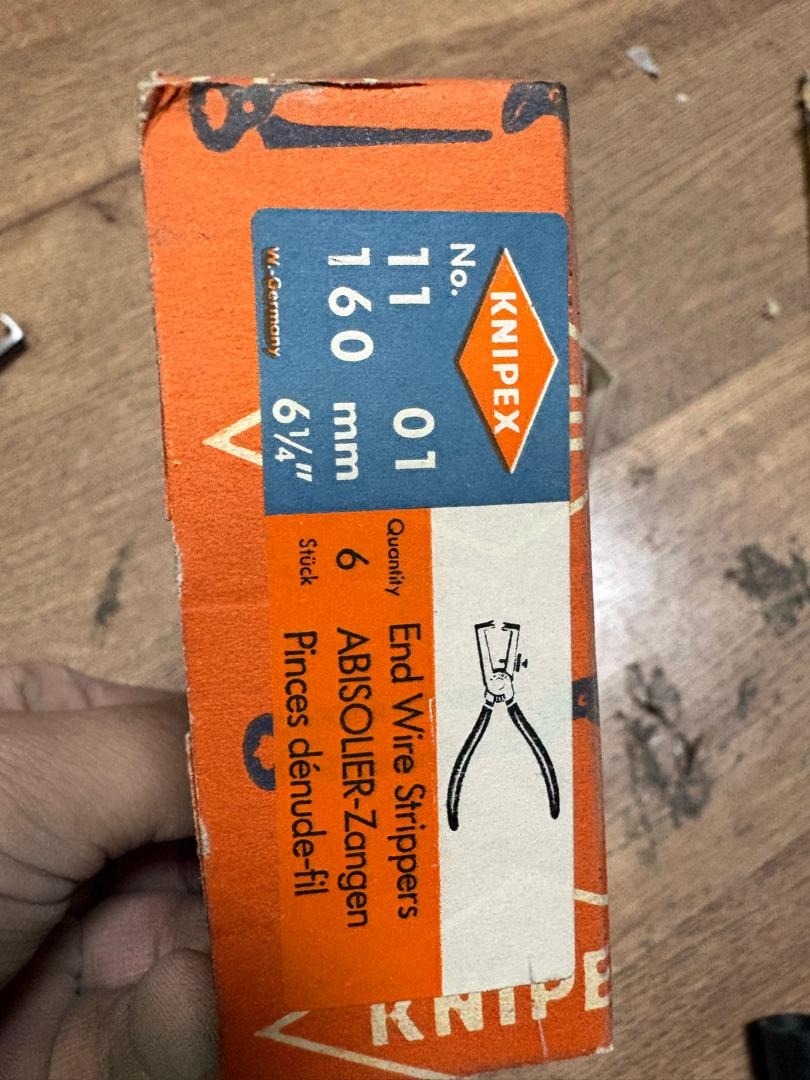 KNIPEX
No.
11 01
160 mm
W.-Germany 6¼"
Quantity
6
Stück
End Wire Strippers
ABISOLIER-Zangen
Pinces dénude-fil
KNIPE